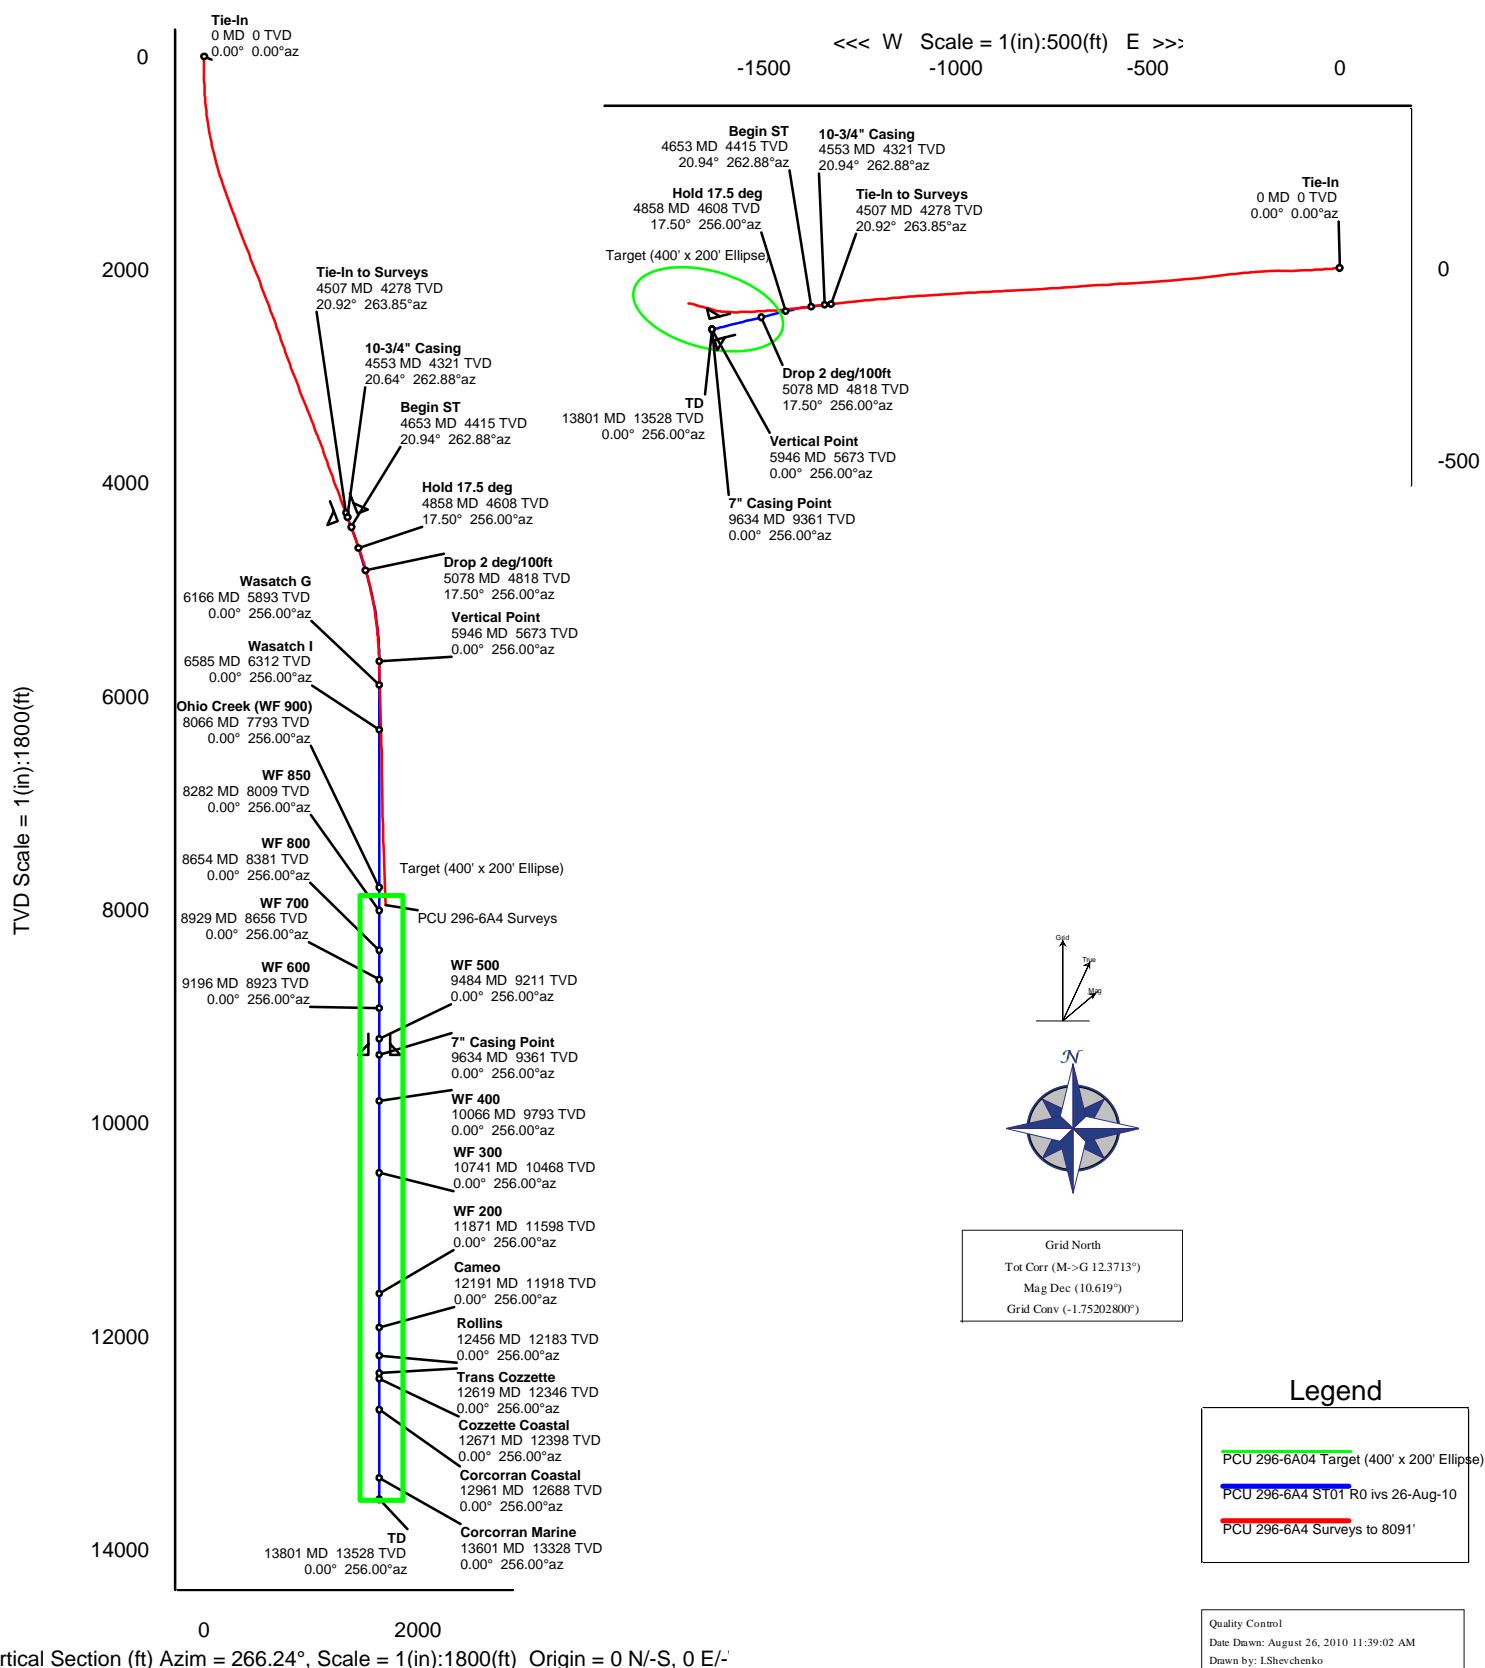 Tie-In
0 MD 0 TVD
0.00° 0.00°az
0
2000
4000
6000
8000
10000
12000
14000
TVD Scale = 1(in):1800(ft)
Tie-In to Surveys
4507 MD 4278 TVD
20.92° 263.85°az
10-3/4" Casing
4553 MD 4321 TVD
20.64° 262.88°az
Begin ST
4653 MD 4415 TVD
20.94° 262.88°az
Hold 17.5 deg
4858 MD 4608 TVD
17.50° 256.00°az
Drop 2 deg/100ft
5078 MD 4818 TVD
17.50° 256.00°az
Wasatch G
6166 MD 5893 TVD
0.00° 256.00°az
Vertical Point
5946 MD 5673 TVD
0.00° 256.00°az
Wasatch I
6585 MD 6312 TVD
0.00° 256.00°az
Ohio Creek (WF 900)
8066 MD 7793 TVD
0.00° 256.00°az
WF 850
8282 MD 8009 TVD
0.00° 256.00°az
WF 800
8654 MD 8381 TVD
0.00° 256.00°az
Target (400' x 200' Ellipse)
WF 700
8929 MD 8656 TVD
0.00° 256.00°az
PCU 296-6A4 Surveys
WF 600
9196 MD 8923 TVD
0.00° 256.00°az
WF 500
9484 MD 9211 TVD
0.00° 256.00°az
7" Casing Point
9634 MD 9361 TVD
0.00° 256.00°az
WF 400
10066 MD 9793 TVD
0.00° 256.00°az
WF 300
10741 MD 10468 TVD
0.00° 256.00°az
WF 200
11871 MD 11598 TVD
0.00° 256.00°az
Cameo
12191 MD 11918 TVD
0.00° 256.00°az
Rollins
12456 MD 12183 TVD
0.00° 256.00°az
Trans Cozzette
12619 MD 12346 TVD
0.00° 256.00°az
Cozzette Coastal
12671 MD 12398 TVD
0.00° 256.00°az
Corcorran Coastal
12961 MD 12688 TVD
0.00° 256.00°az
Corcorran Marine
13601 MD 13328 TVD
0.00° 256.00°az
TD
13801 MD 13528 TVD
0.00° 256.00°az
0 2000
rtical Section (ft) Azim = 266.24°, Scale = 1(in):1800(ft) Origin = 0 N/-S, 0 E/-
<<< W Scale = 1(in):500(ft) E >>>
-1500 -1000 -500 0
Begin ST
4653 MD 4415 TVD
20.94° 262.88°az
10-3/4" Casing
4553 MD 4321 TVD
20.94° 262.88°az
Hold 17.5 deg
4858 MD 4608 TVD
17.50° 256.00°az
Tie-In to Surveys
4507 MD 4278 TVD
20.92° 263.85°az
Tie-In
0 MD 0 TVD
0.00° 0.00°az
Target (400' x 200' Ellipse)
0
-500
Drop 2 deg/100ft
5078 MD 4818 TVD
17.50° 256.00°az
TD
13801 MD 13528 TVD
0.00° 256.00°az
Vertical Point
5946 MD 5673 TVD
0.00° 256.00°az
7" Casing Point
9634 MD 9361 TVD
0.00° 256.00°az
Grid
True
Mag
N
Grid North
Tot Corr (M->G 12.3713°)
Mag Dec (10.619°)
Grid Conv (-1.75202800°)
Legend
PCU 296-6A04 Target (400' x 200' Ellipse)
PCU 296-6A4 ST01 R0 ivs 26-Aug-10
PCU 296-6A4 Surveys to 8091'
Quality Control
Date Drawn: August 26, 2010 11:39:02 AM
Drawn by: I.Shevchenko